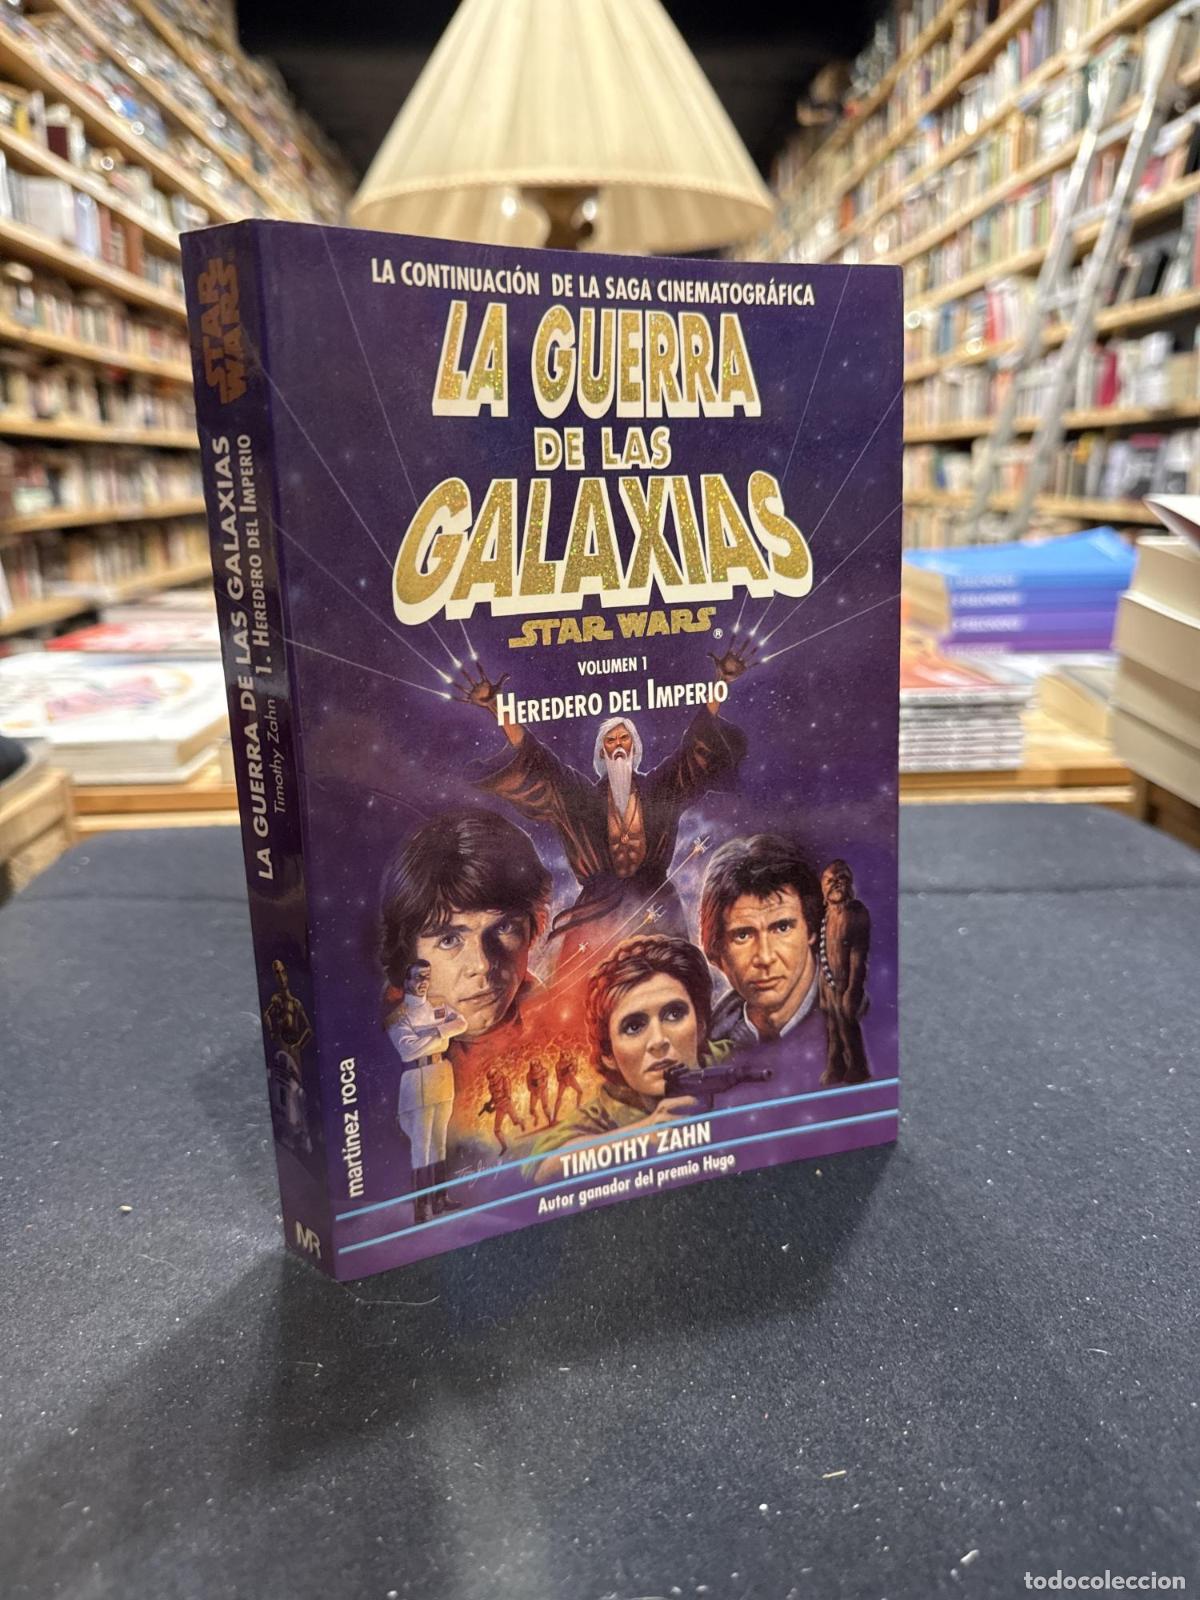 LA CONTINUACIÓN DE LA SAGA CINEMATOGRÁFICA
LA GUERRA
DE LAS
GALAXIAS
STAR WARS®
VOLUMEN 1
HEREDERO DEL IMPERIO
TIMOTHY ZAHN
Autor ganador del premio Hugo
martínez roca
STAR
WARS
LA GUERRA DE LAS GALAXIAS
Timothy Zahn 1. HEREDERO DEL IMPERIO
MR
todocoleccion